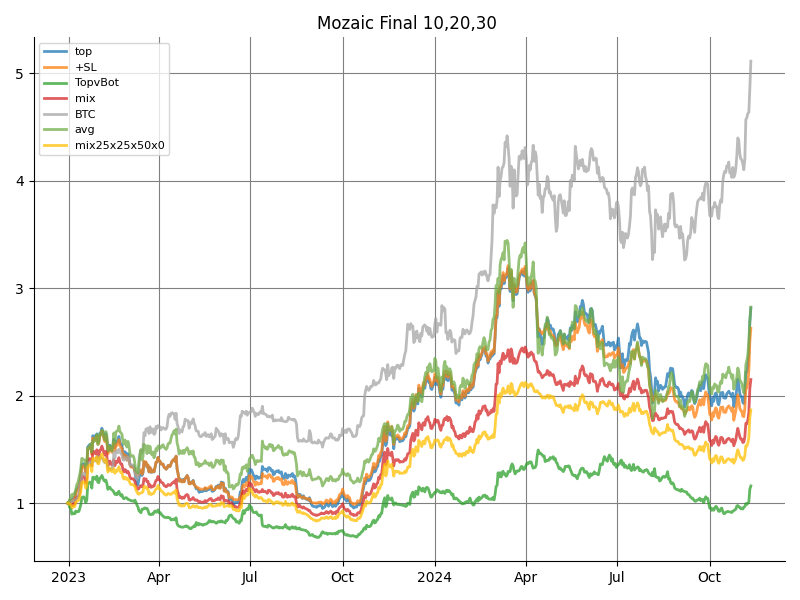 Mozaic Final 10,20,30
top
+SL
TopvBot
mix
BTC
avg
mix25x25x50x0
5
4
3
2
1
2023 Apr Jul Oct 2024 Apr Jul Oct